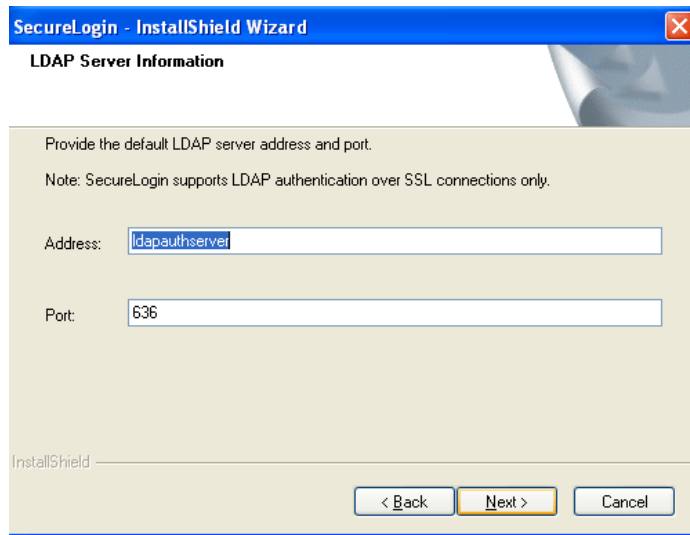 SecureLogin - InstallShield Wizard
LDAP Server Information
Provide the default LDAP server address and port.
Note: SecureLogin supports LDAP authentication over SSL connections only.
Address: ldapauthserver
Port: 636
InstallShield
< Back Next > Cancel